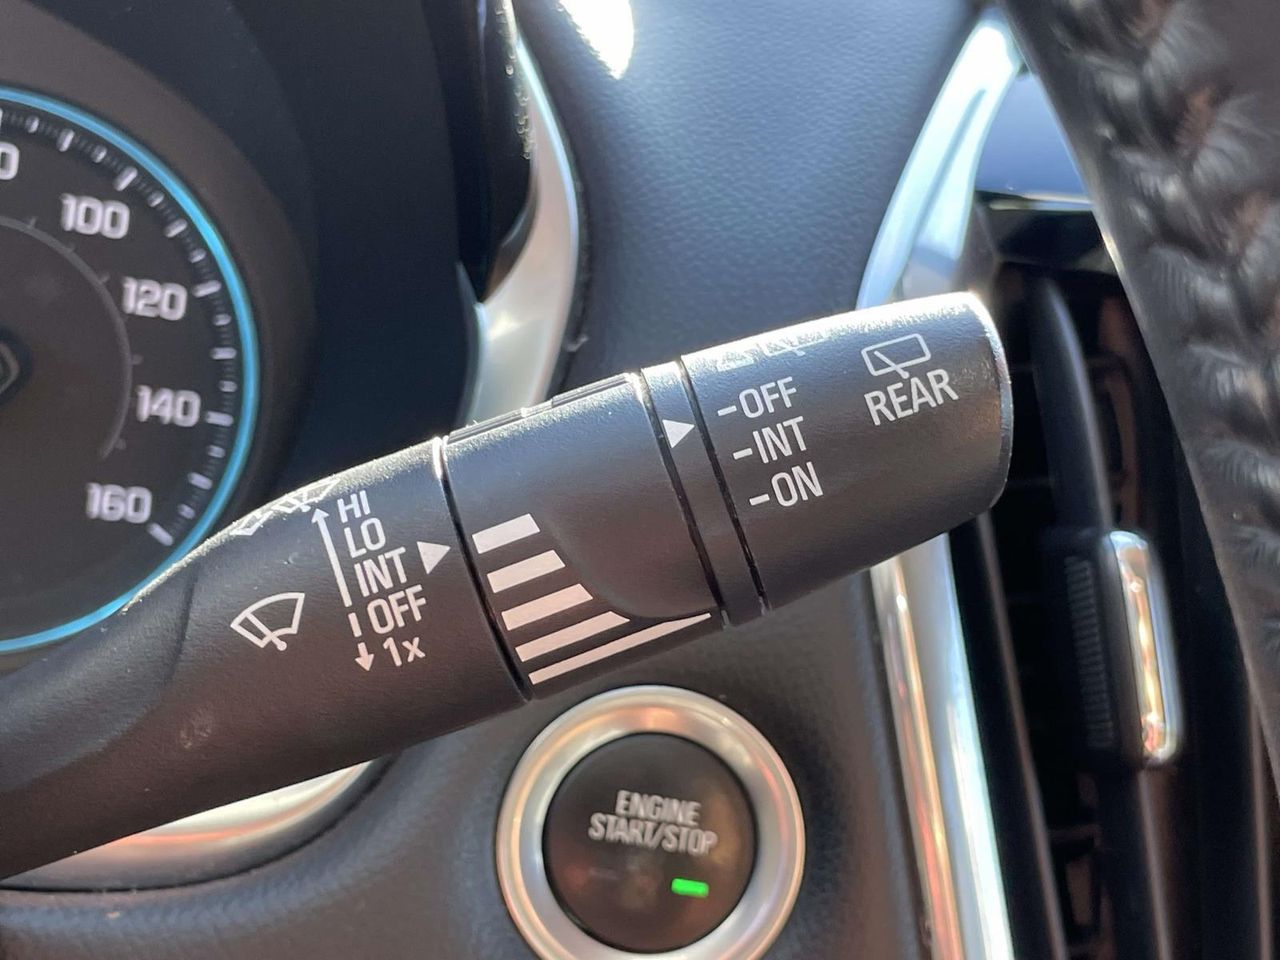 100
120
140
160
HI
LO
INT
OFF
1x
-OFF
-INT
-ON
REAR
ENGINE
START/STOP